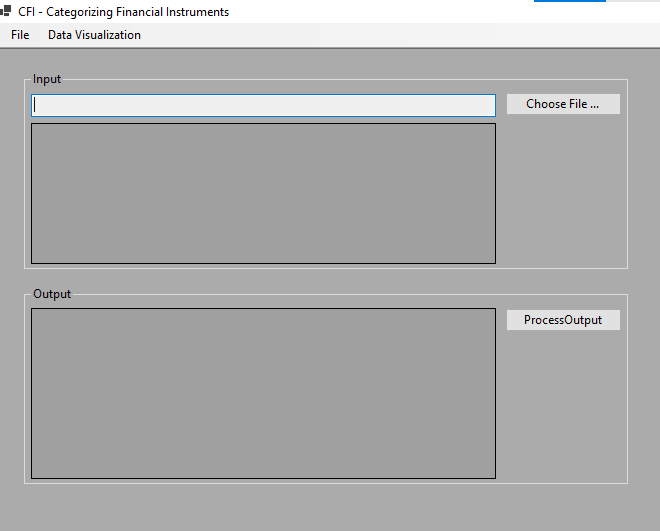 CFI - Categorizing Financial Instruments
File Data Visualization
Input
Choose File ...
Output
ProcessOutput